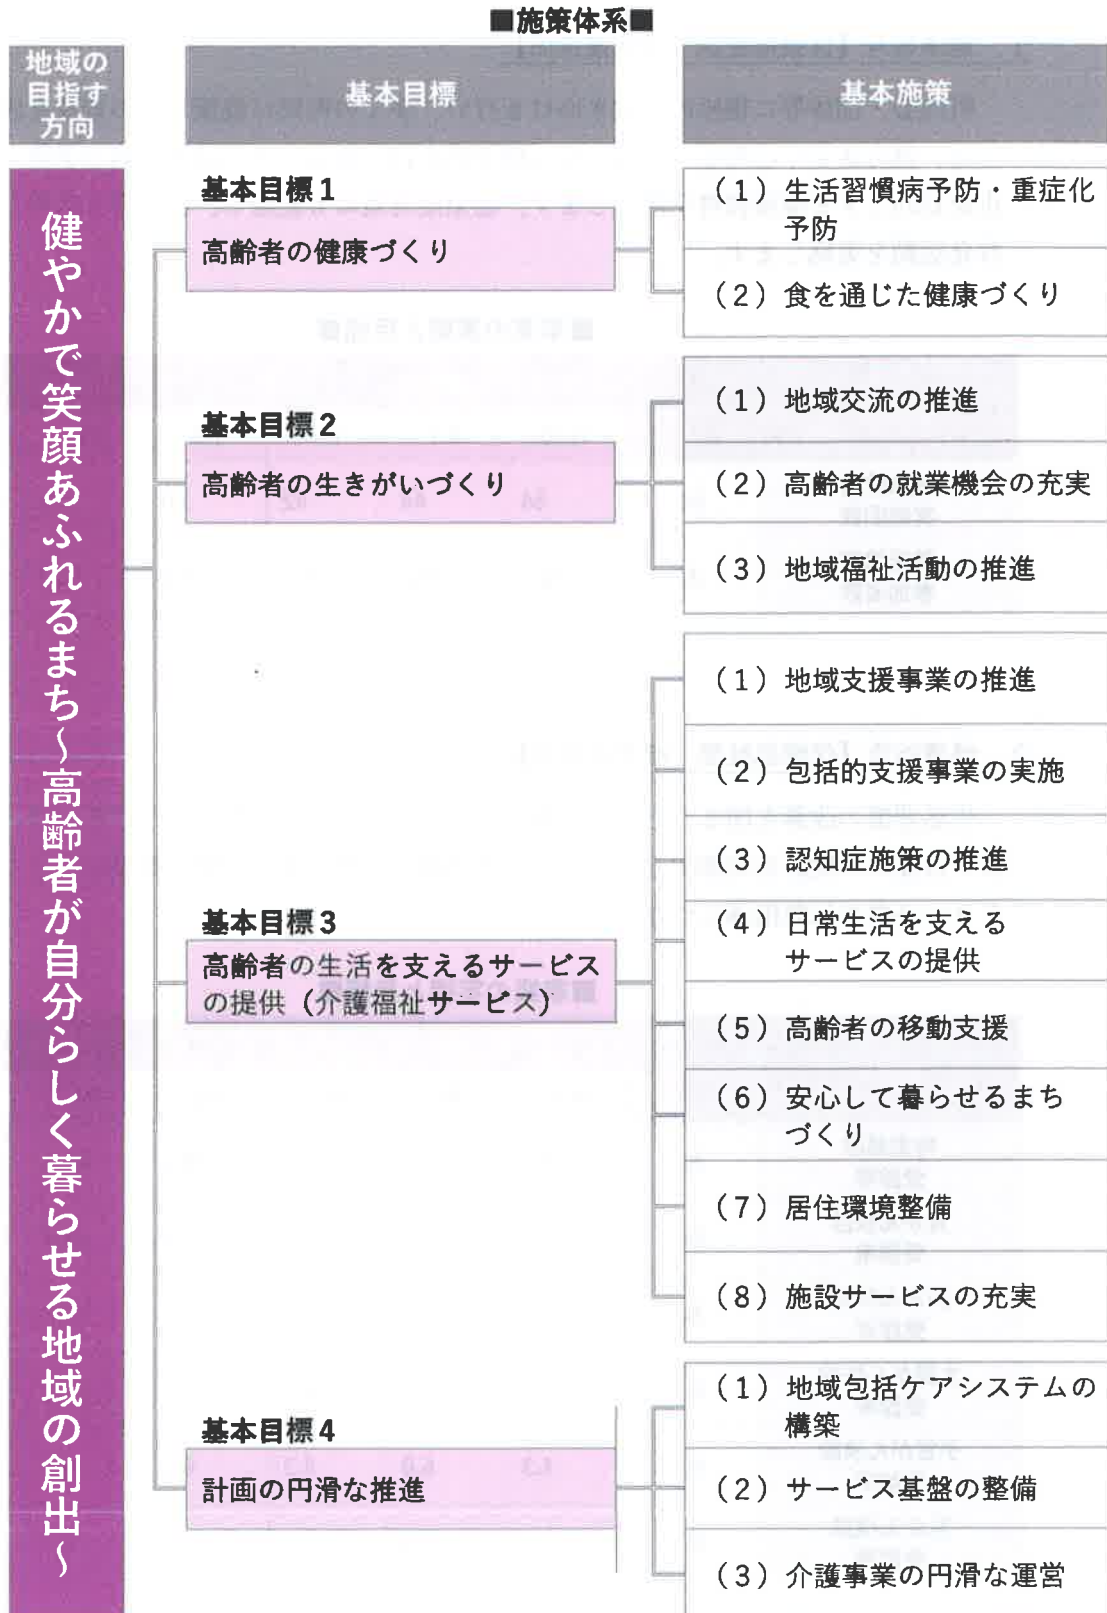 ■施策体系■
地域の
目指す
方向
基本目標
基本施策
健やかで笑顔あふれるまち～高齢者が自分らしく暮らせる地域の創出～
基本目標1
高齢者の健康づくり
（1）生活習慣病予防・重症化
予防
（2）食を通じた健康づくり
基本目標2
高齢者の生きがいづくり
（1）地域交流の推進
（2）高齢者の就業機会の充実
（3）地域福祉活動の推進
基本目標3
高齢者の生活を支えるサービス
の提供（介護福祉サービス）
（1）地域支援事業の推進
（2）包括的支援事業の実施
（3）認知症施策の推進
（4）日常生活を支える
サービスの提供
（5）高齢者の移動支援
（6）安心して暮らせるまち
づくり
（7）居住環境整備
（8）施設サービスの充実
基本目標4
計画の円滑な推進
（1）地域包括ケアシステムの
構築
（2）サービス基盤の整備
（3）介護事業の円滑な運営